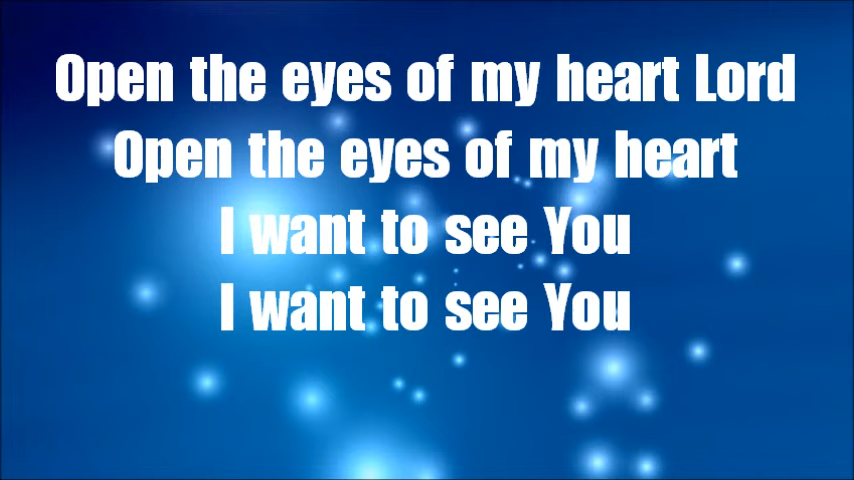 Open the eyes of my heart Lord
Open the eyes of my heart
I want to see You
I want to see You